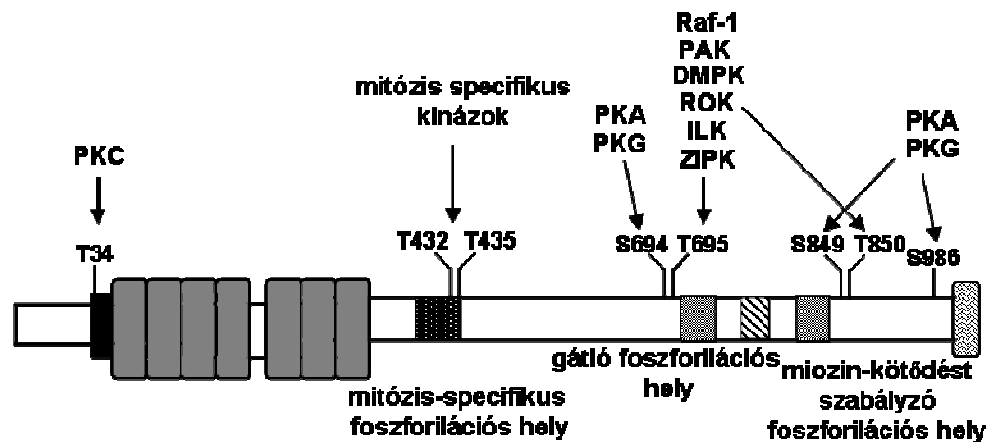 Raf-1
PAK
DMPK
ROK
ILK
ZIPK
mitózis specifikus
kinázok
PKA
PKG
PKA
PKG
PKC
T34
T432 T435
S694 T695
S849 T850
S986
gátló foszforilációs
hely
mitózis-specifikus
foszforilációs hely
miozin-kötődést
szabályzó
foszforilációs hely